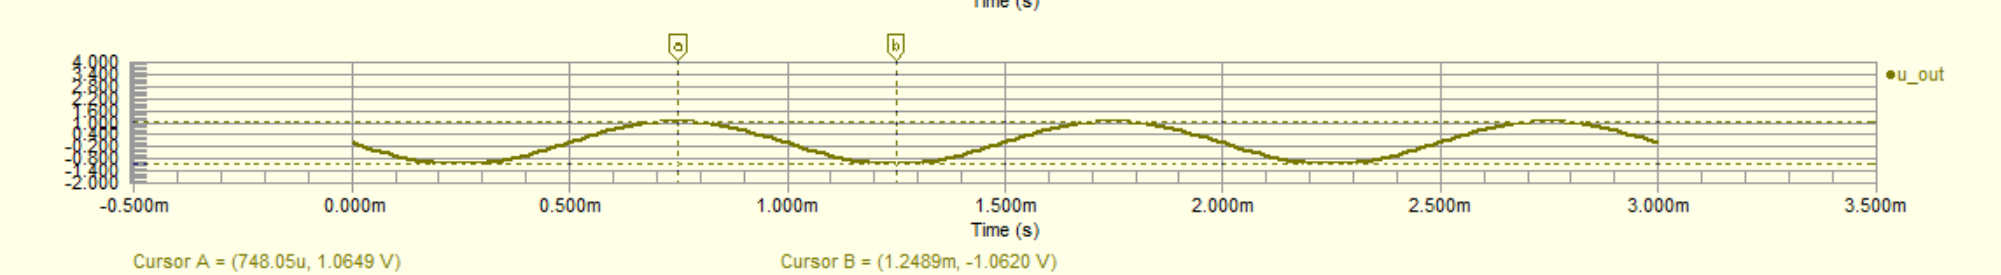 Time (s)
a b
4.000
3.400
2.800
2.200
1.600
1.000
0.400
-0.200
-0.800
-1.400
-2.000
u_out
-0.500m 0.000m 0.500m 1.000m 1.500m 2.000m 2.500m 3.000m 3.500m
Time (s)
Cursor A = (748.05u, 1.0649 V) Cursor B = (1.2489m, -1.0620 V)